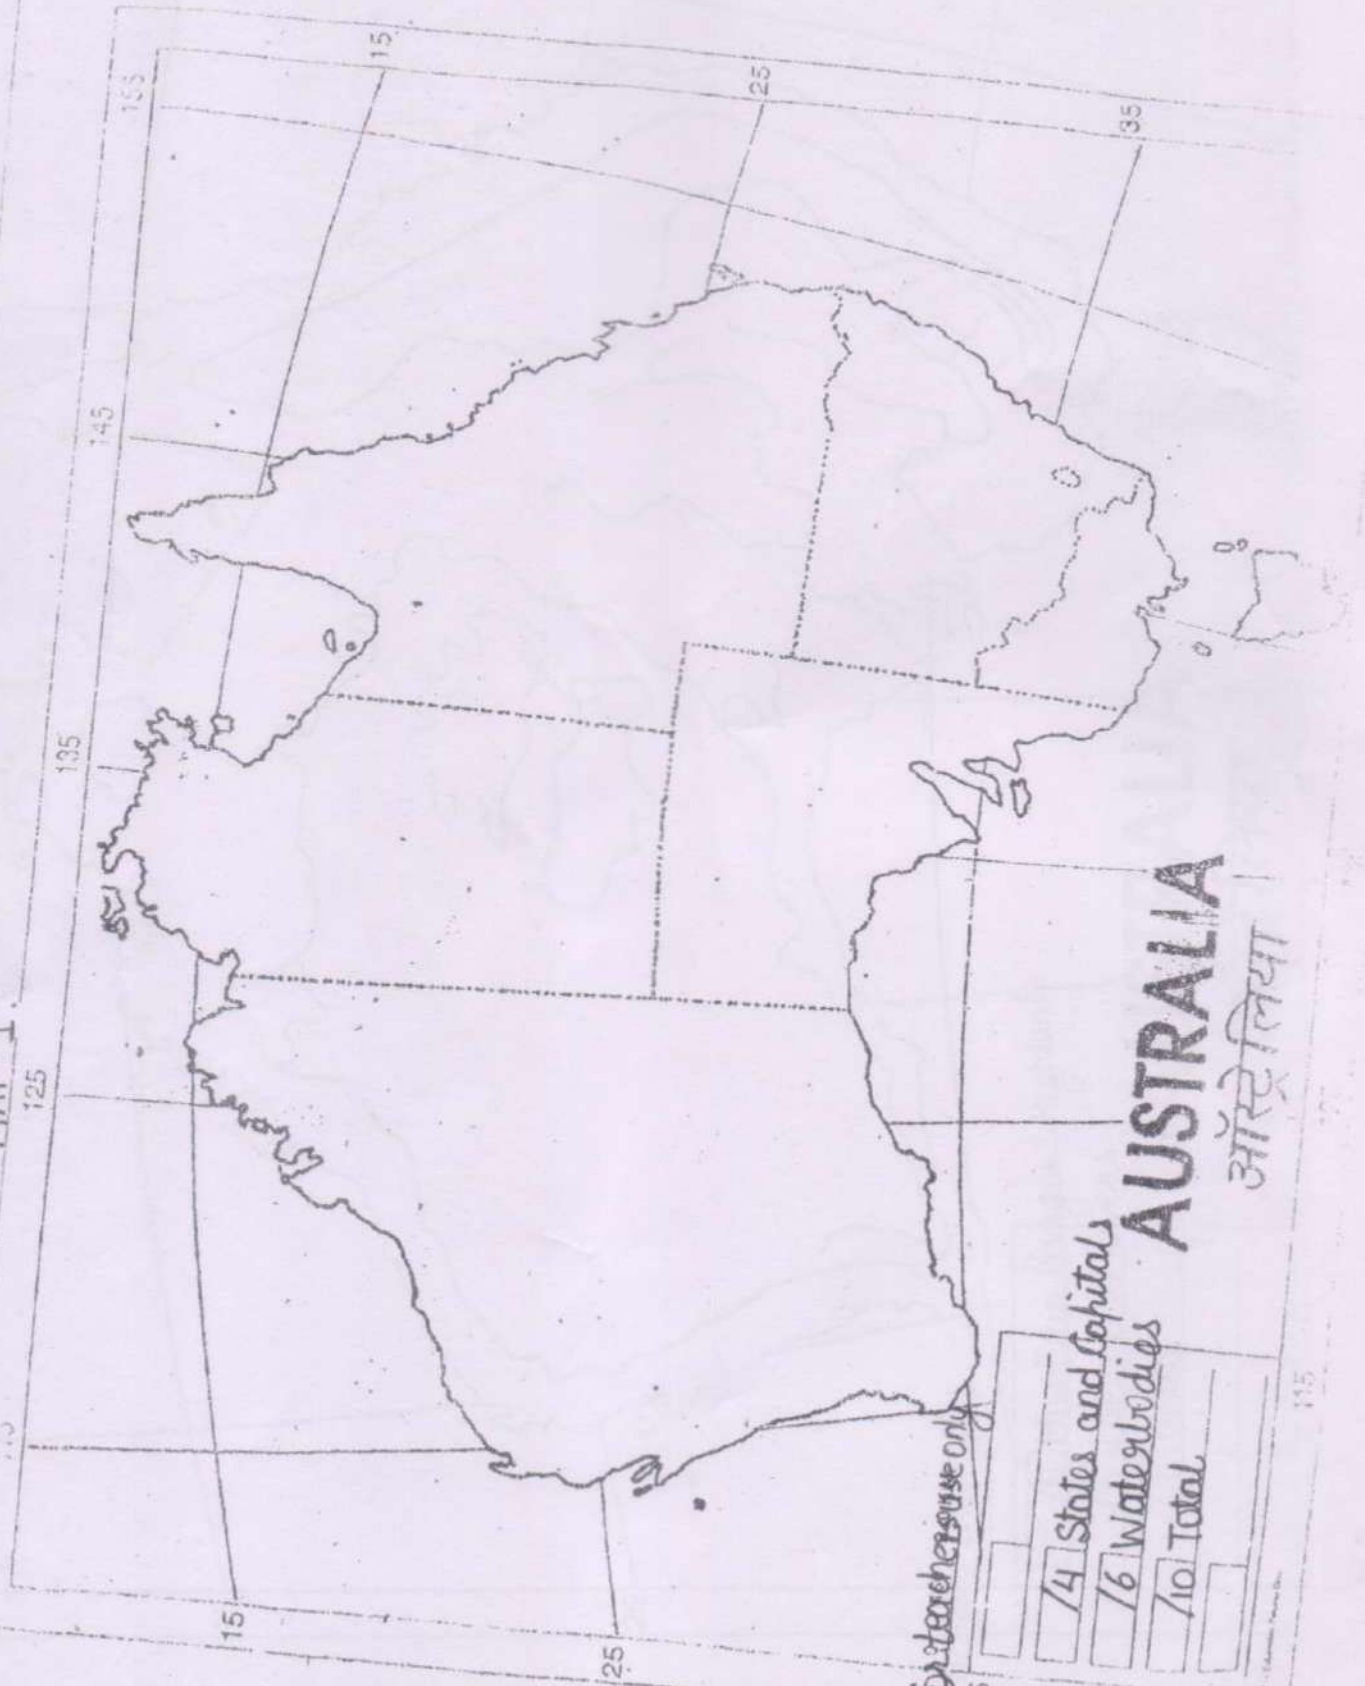 125
135
145
155
15
25
35
15
25
115
AUSTRALIA
ऑस्ट्रेलिया
teachers use only
/4 States and Capitals
/6 Waterbodies
/10 Total